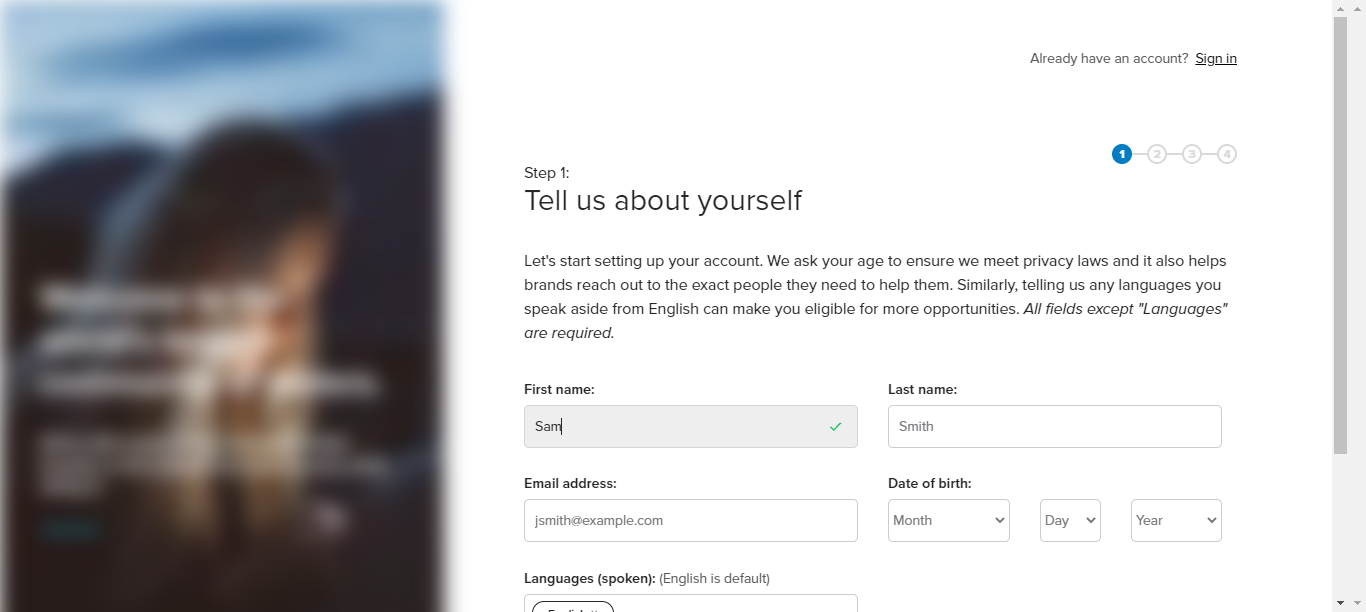 Already have an account? Sign in
1 2 3 4
Step 1:
Tell us about yourself
Let's start setting up your account. We ask your age to ensure we meet privacy laws and it also helps
brands reach out to the exact people they need to help them. Similarly, telling us any languages you
speak aside from English can make you eligible for more opportunities. All fields except "Languages"
are required.
First name:
Last name:
Sam
Smith
Email address:
Date of birth:
jsmith@example.com
Month
Day
Year
Languages (spoken): (English is default)